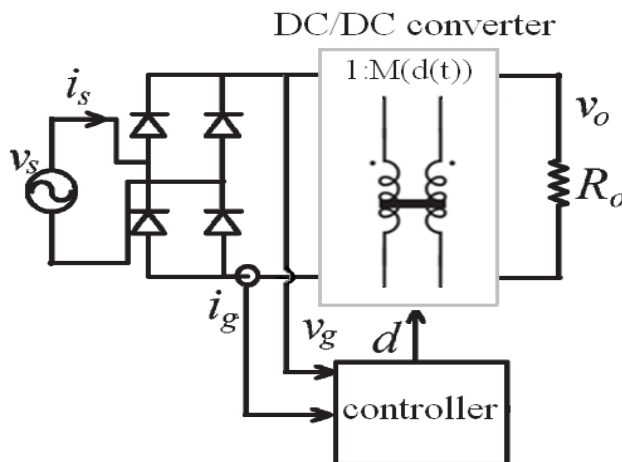 DC/DC converter
1:M(d(t))
i_s
v_s
v_o
R_o
i_g
v_g
d
controller